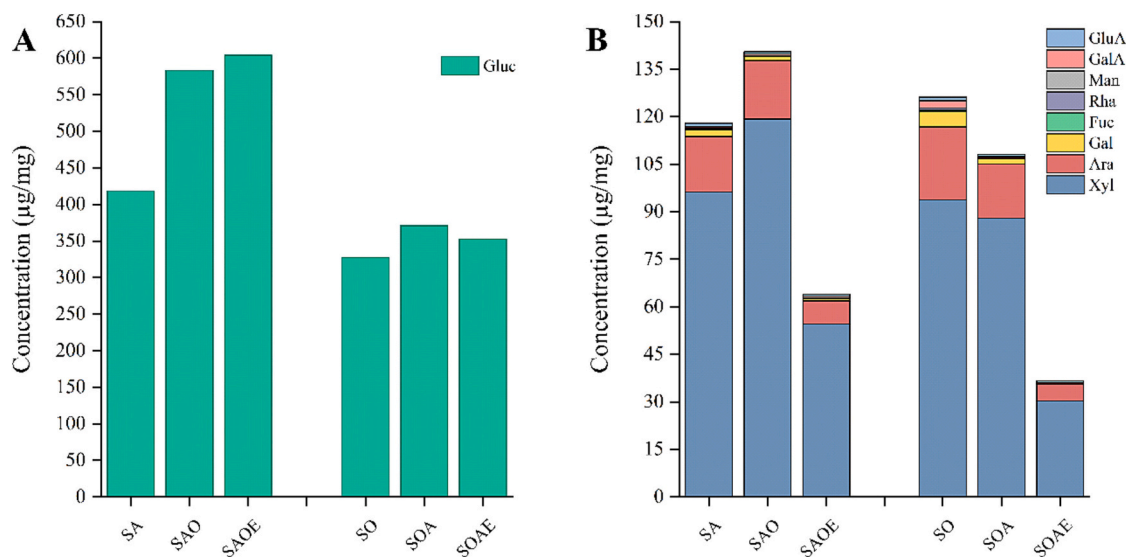 A
Concentration (µg/mg)
650
600
550
500
450
400
350
300
250
200
150
100
50
0
Gluc
SA
SAO
SAOE
SO
SOA
SOAE
B
Concentration (µg/mg)
150
135
120
105
90
75
60
45
30
15
0
GluA
GalA
Man
Rha
Fuc
Gal
Ara
Xyl
SA
SAO
SAOE
SO
SOA
SOAE